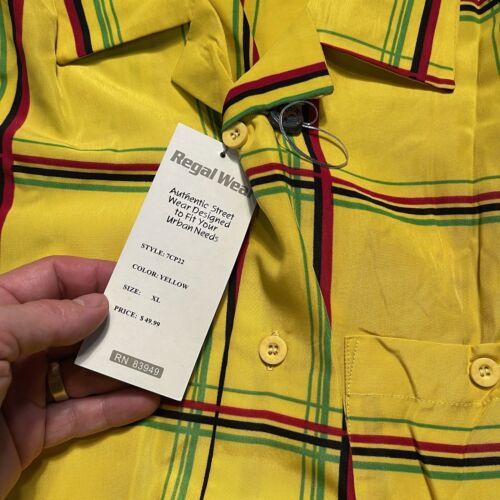 Regal Wear
Authentic Street
Wear Designed
to Fit Your
Urban Needs
STYLE: 7CP22
COLOR: YELLOW
SIZE: XL
PRICE: $ 49.99
RN 83949